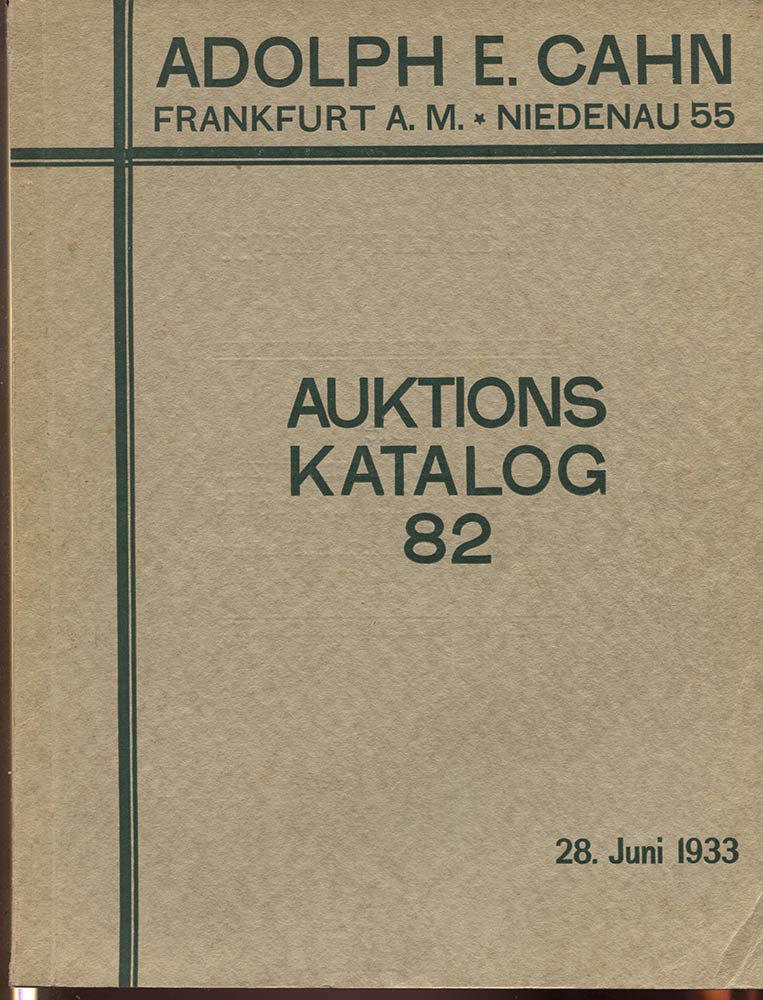 ADOLPH E. CAHN
FRANKFURT A. M. * NIEDENAU 55
AUKTIONS
KATALOG
82
28. Juni 1933